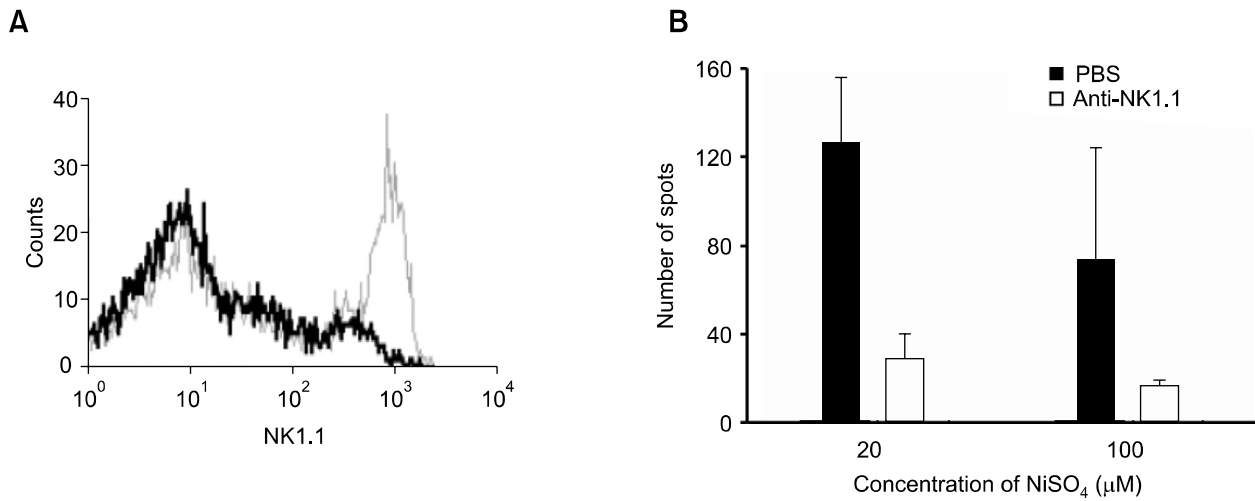 A
40
30
20
10
0
Counts
10^0 10^1 10^2 10^3 10^4
NK1.1
B
160
120
80
40
0
Number of spots
PBS
Anti-NK1.1
20 100
Concentration of NiSO₄ (μM)